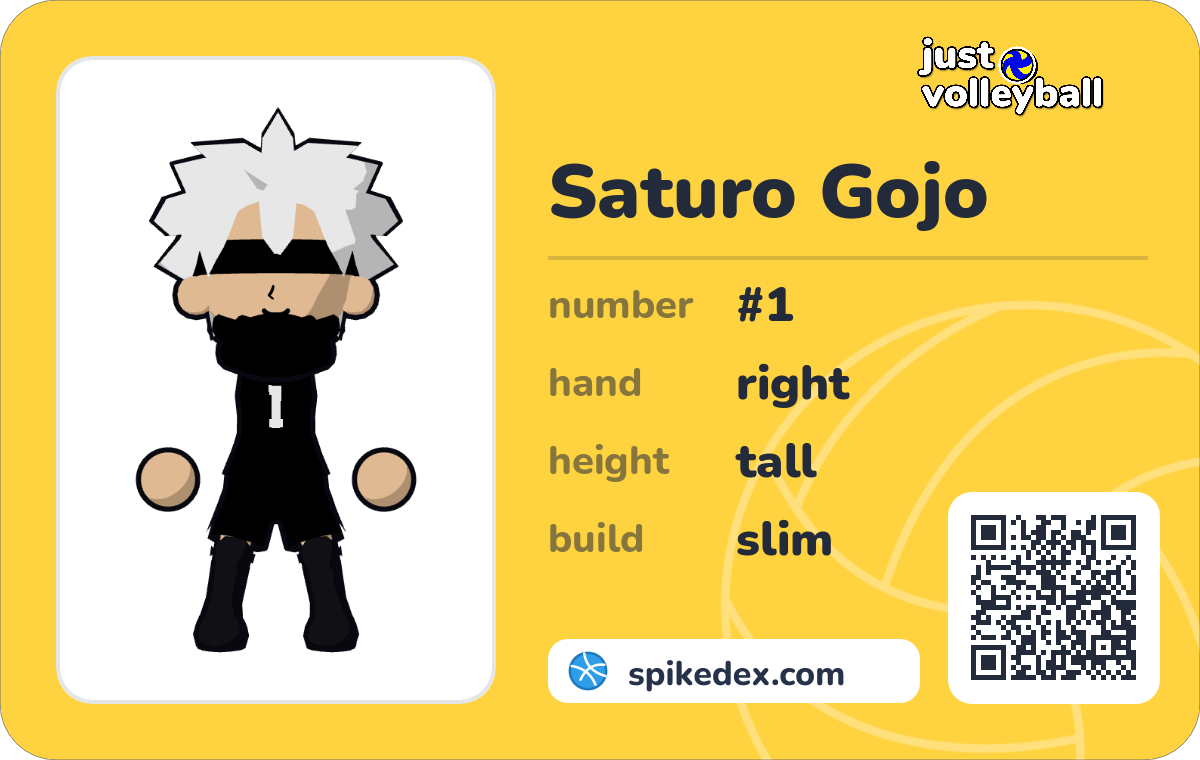 just
volleyball
Saturo Gojo
number #1
hand right
height tall
build slim
1
spikedex.com